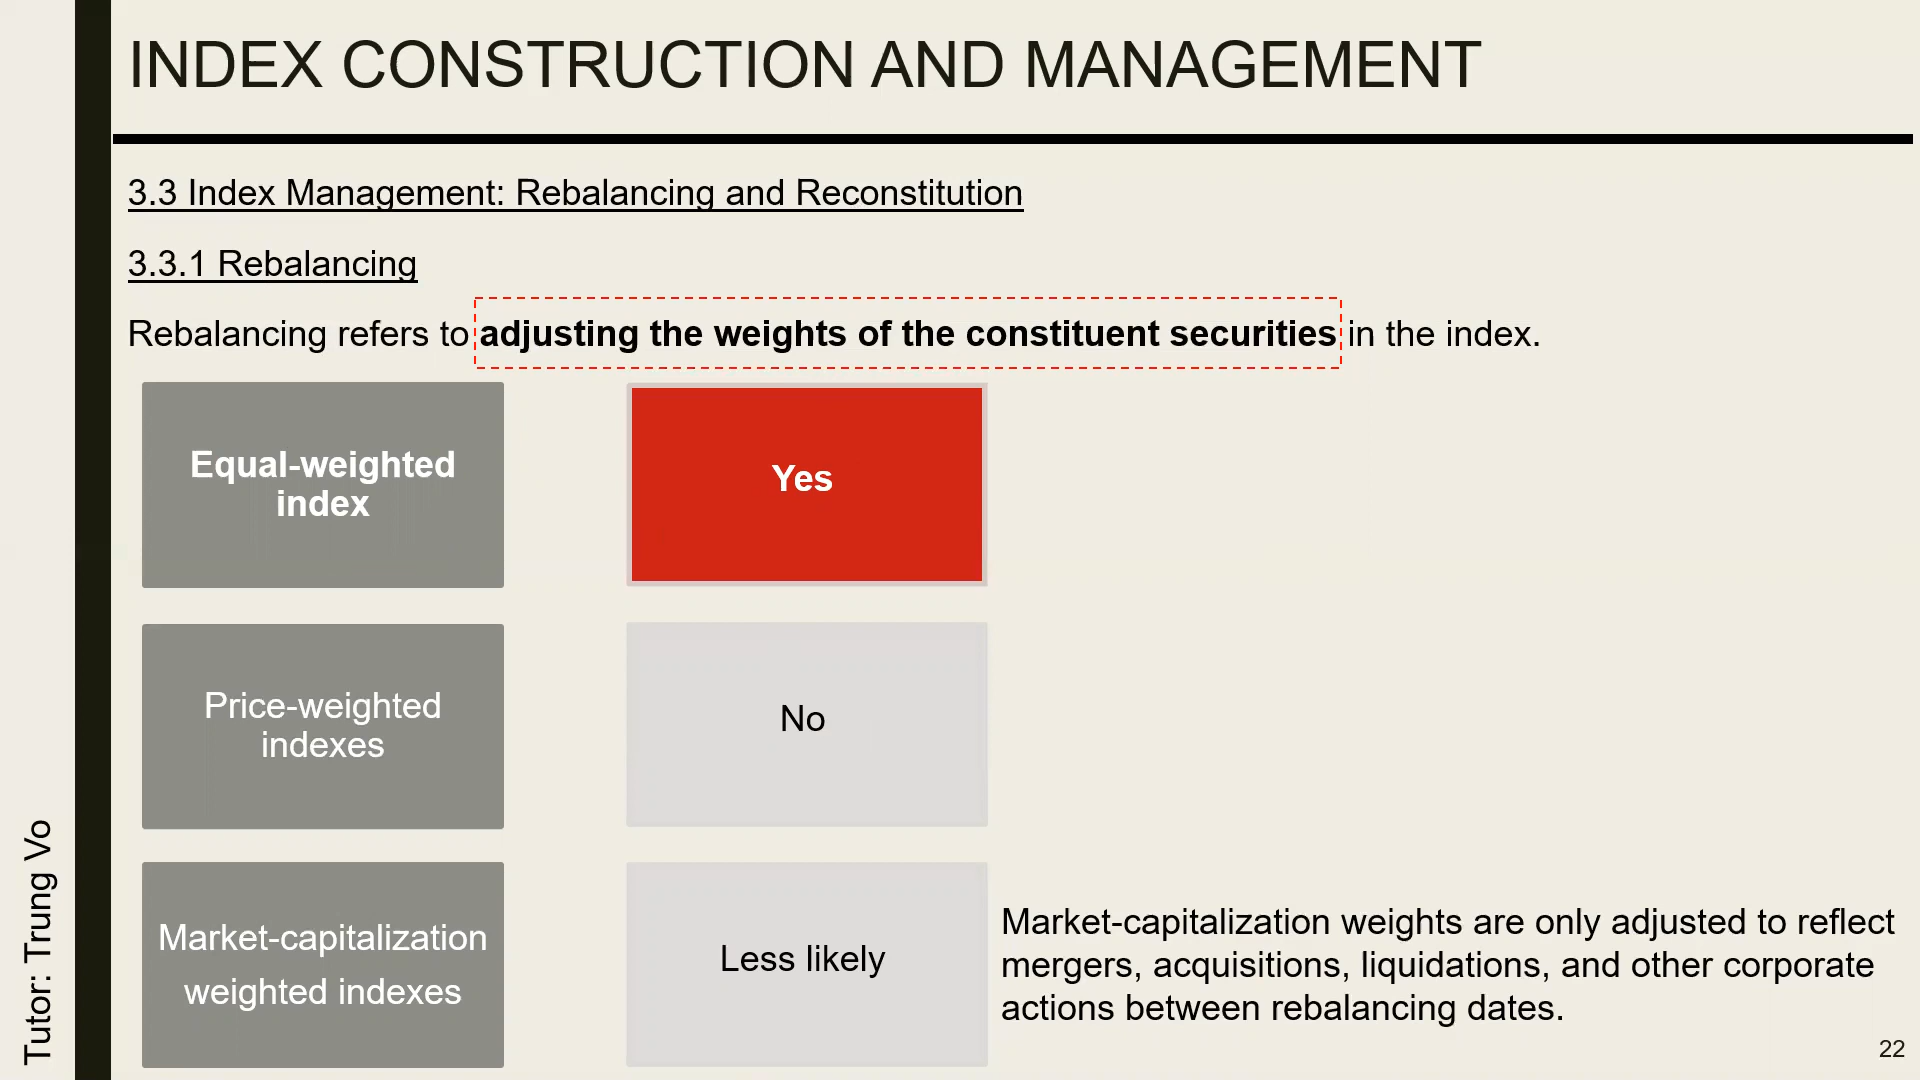 INDEX CONSTRUCTION AND MANAGEMENT
3.3 Index Management: Rebalancing and Reconstitution
3.3.1 Rebalancing
Rebalancing refers to adjusting the weights of the constituent securities in the index.
Equal-weighted
index
Yes
Price-weighted
indexes
No
Market-capitalization
weighted indexes
Less likely
Market-capitalization weights are only adjusted to reflect
mergers, acquisitions, liquidations, and other corporate
actions between rebalancing dates.
Tutor: Trung Vo
22